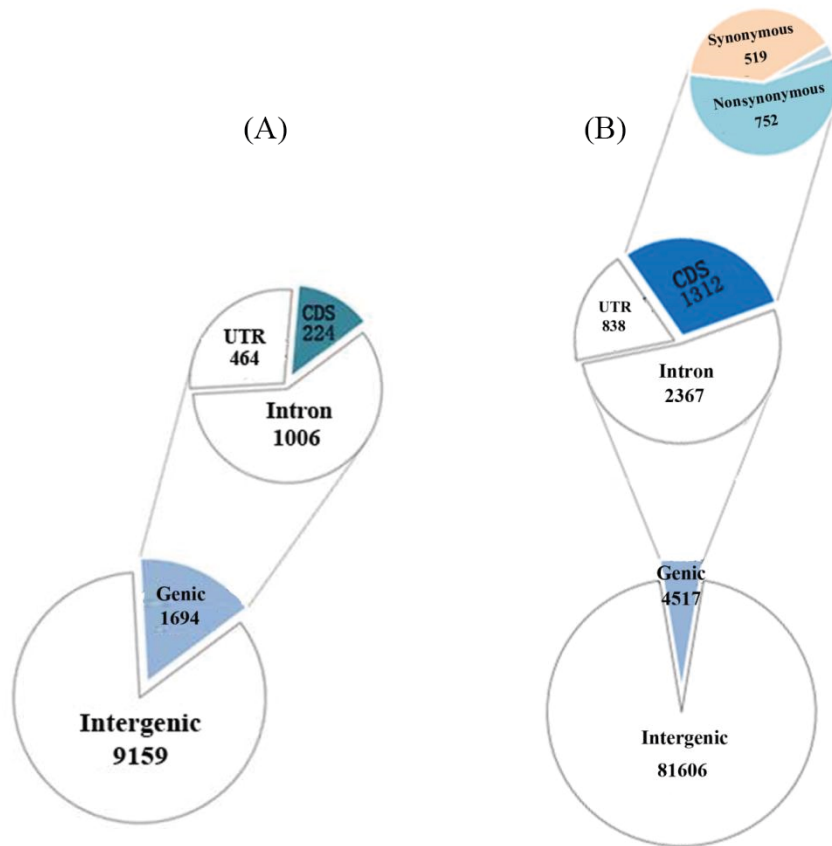 (A)
CDS
224
UTR
464
Intron
1006
Genic
1694
Intergenic
9159
(B)
Synonymous
519
Nonsynonymous
752
CDS
1312
UTR
838
Intron
2367
Genic
4517
Intergenic
81606